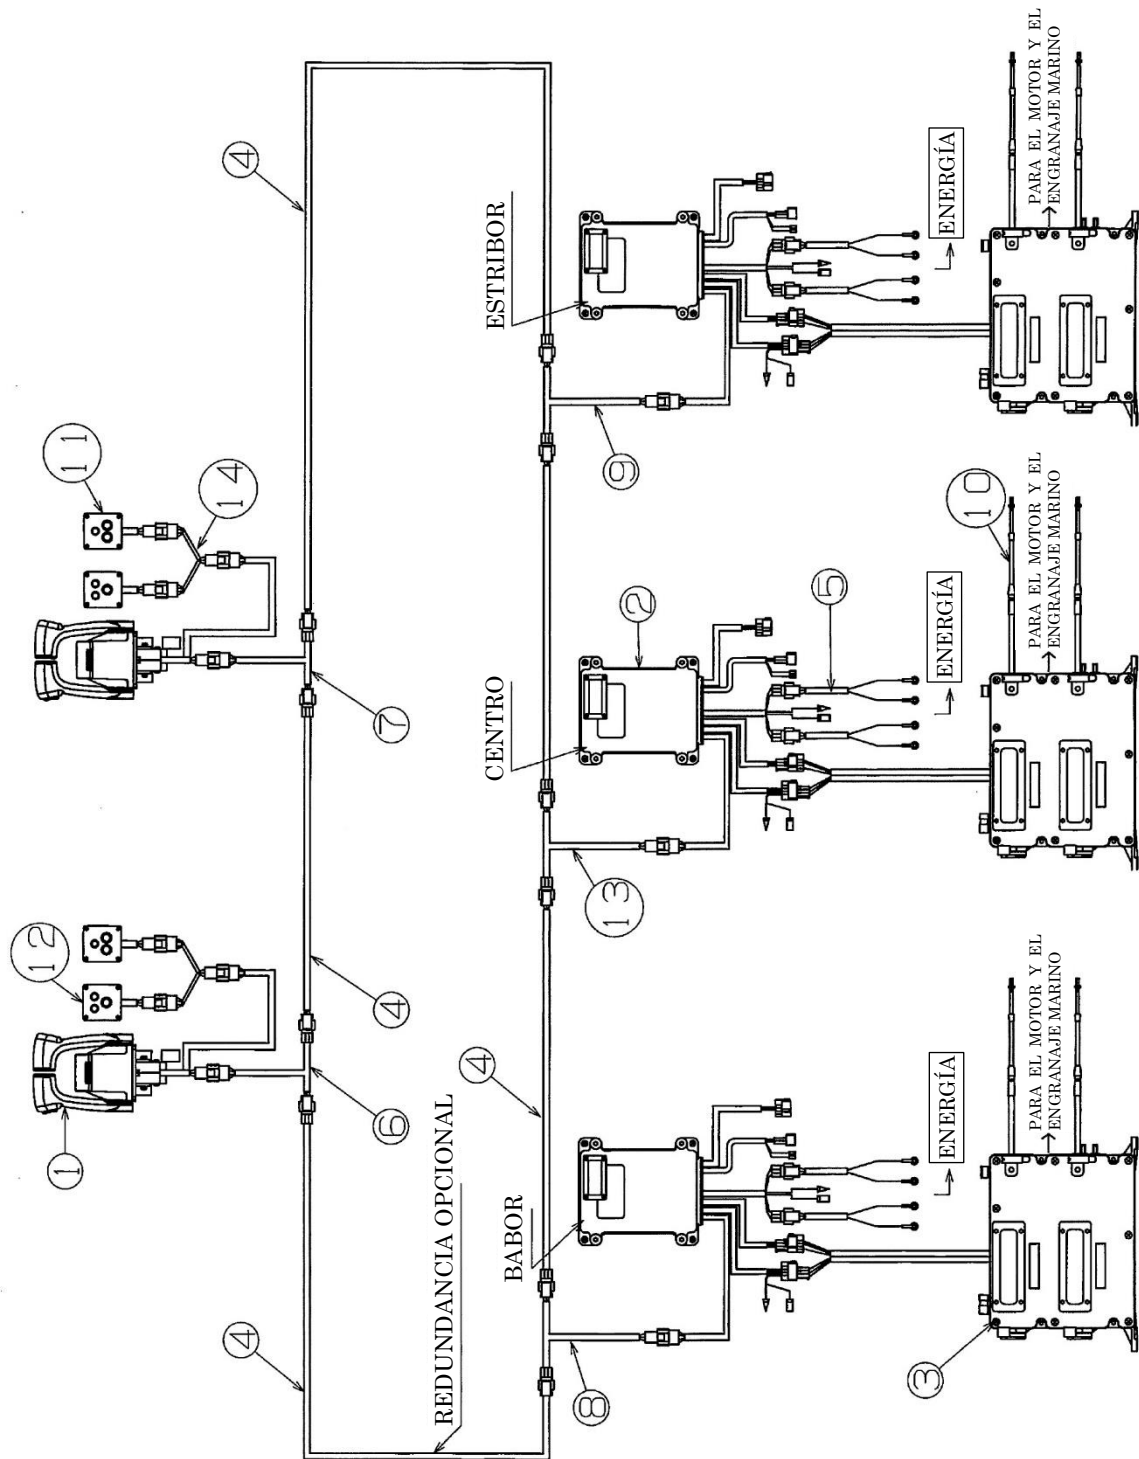 1
12
11
14
4
4
6
4
7
REDUNDANCIA OPCIONAL
4
BABOR
CENTRO
ESTRIBOR
8
13
9
2
5
3
ENERGÍA
ENERGÍA
ENERGÍA
10
PARA EL MOTOR Y EL
ENGRANAJE MARINO
PARA EL MOTOR Y EL
ENGRANAJE MARINO
PARA EL MOTOR Y EL
ENGRANAJE MARINO